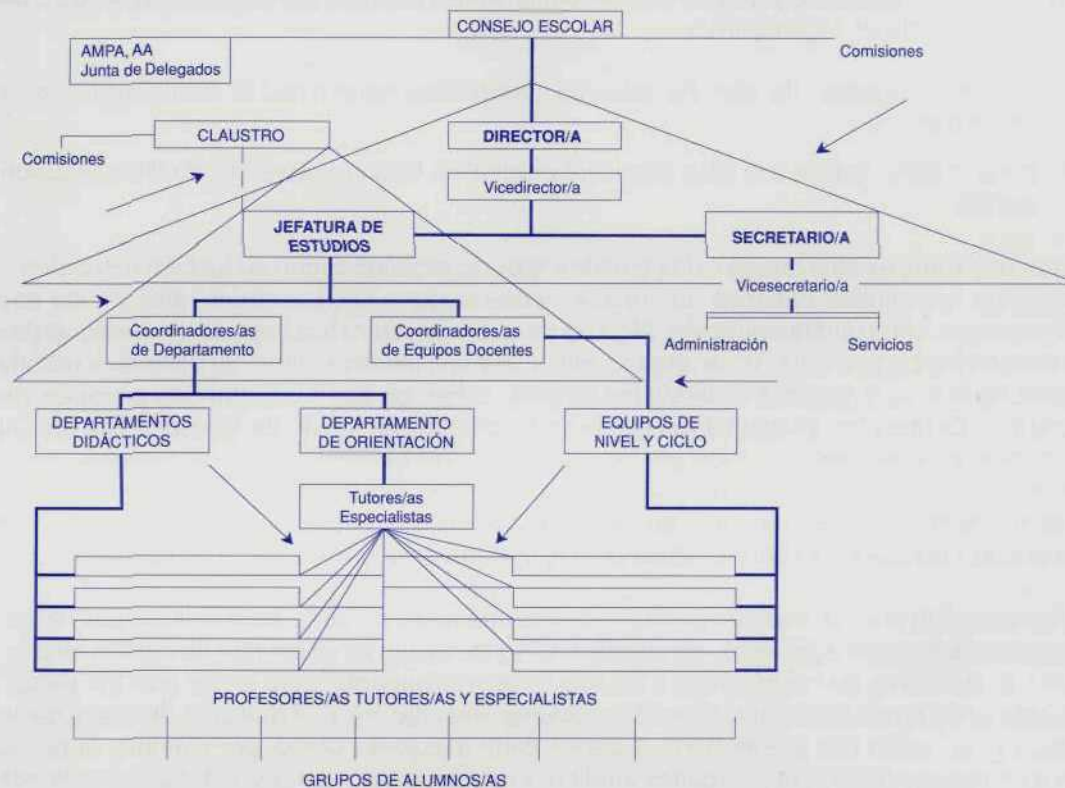 CONSEJO ESCOLAR
AMPA, AA
Junta de Delegados
Comisiones
CLAUSTRO
DIRECTOR/A
Comisiones
Vicedirector/a
JEFATURA DE
ESTUDIOS
SECRETARIO/A
Vicesecretario/a
Coordinadores/as
de Departamento
Coordinadores/as
de Equipos Docentes
Administración
Servicios
DEPARTAMENTOS
DIDÁCTICOS
DEPARTAMENTO
DE ORIENTACIÓN
EQUIPOS DE
NIVEL Y CICLO
Tutores/as
Especialistas
PROFESORES/AS TUTORES/AS Y ESPECIALISTAS
GRUPOS DE ALUMNOS/AS